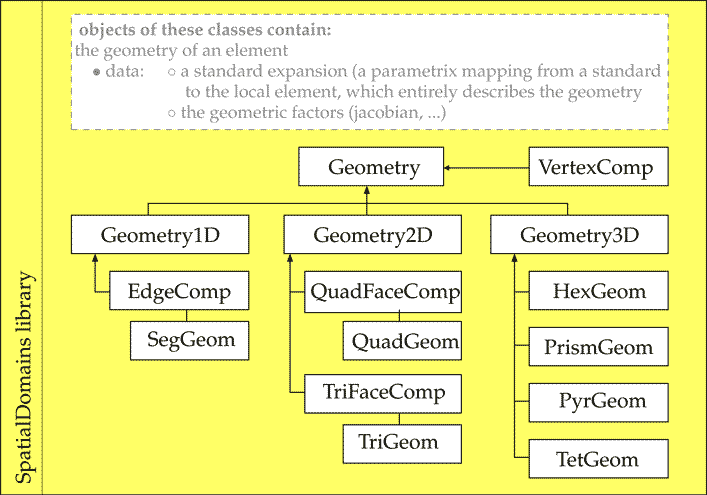 objects of these classes contain:
the geometry of an element
● data: ○ a standard expansion (a parametrix mapping from a standard
to the local element, which entirely describes the geometry
○ the geometric factors (jacobian, ...)
Geometry
VertexComp
Geometry1D
Geometry2D
Geometry3D
EdgeComp
QuadFaceComp
HexGeom
SegGeom
QuadGeom
PrismGeom
TriFaceComp
PyrGeom
TriGeom
TetGeom
SpatialDomains library